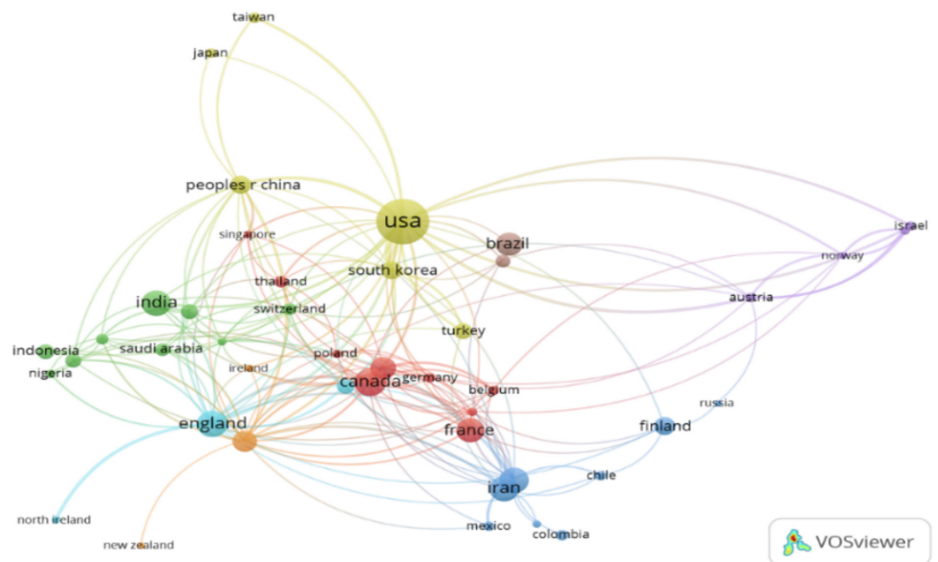 taiwan
japan
peoples r china
usa
israel
singapore
brazil
norway
south korea
thailand
austria
india
switzerland
turkey
indonesia
saudi arabia
poland
nigeria
ireland
canada
germany
belgium
russia
england
france
finland
chile
iran
north ireland
mexico
colombia
new zealand
VOSviewer